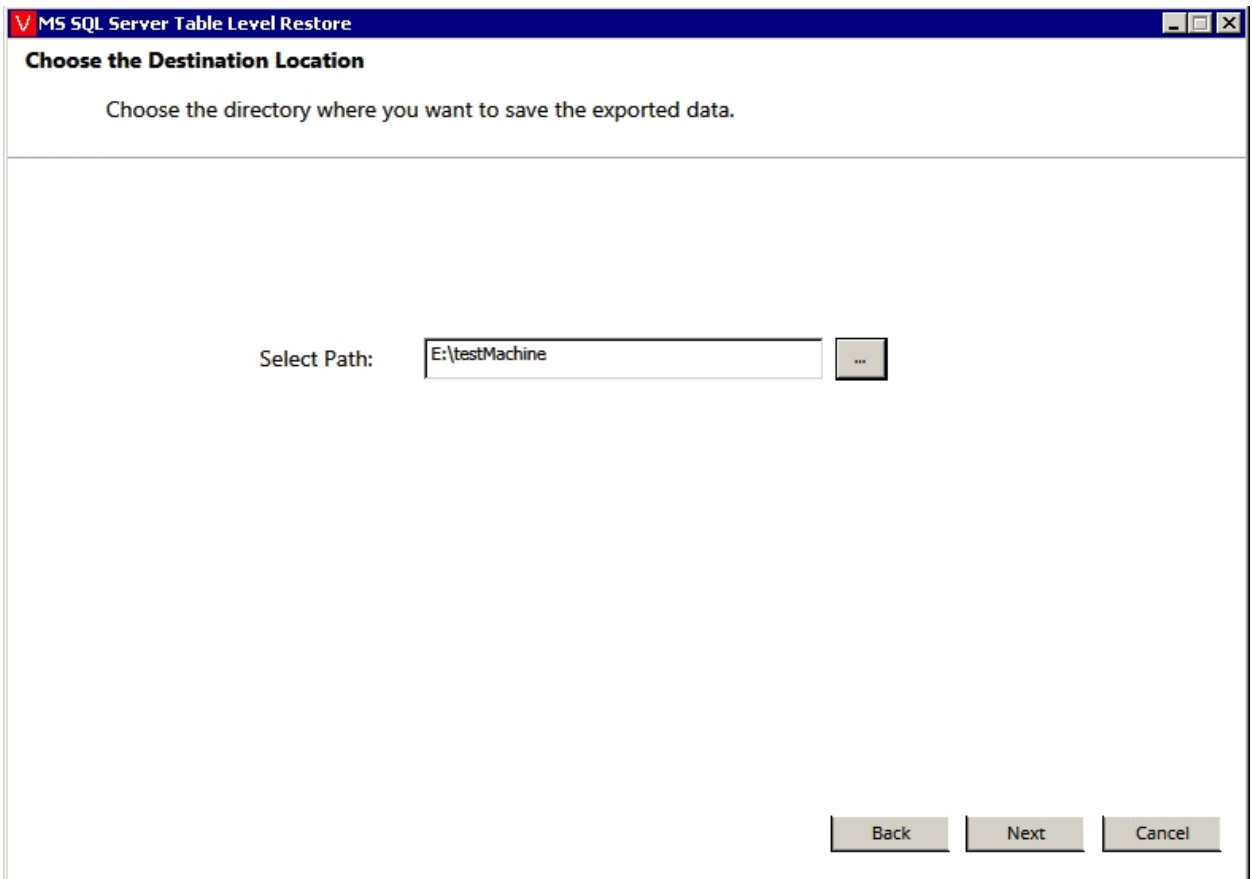 V MS SQL Server Table Level Restore
Choose the Destination Location
Choose the directory where you want to save the exported data.
Select Path: E:\testMachine ...
Back Next Cancel